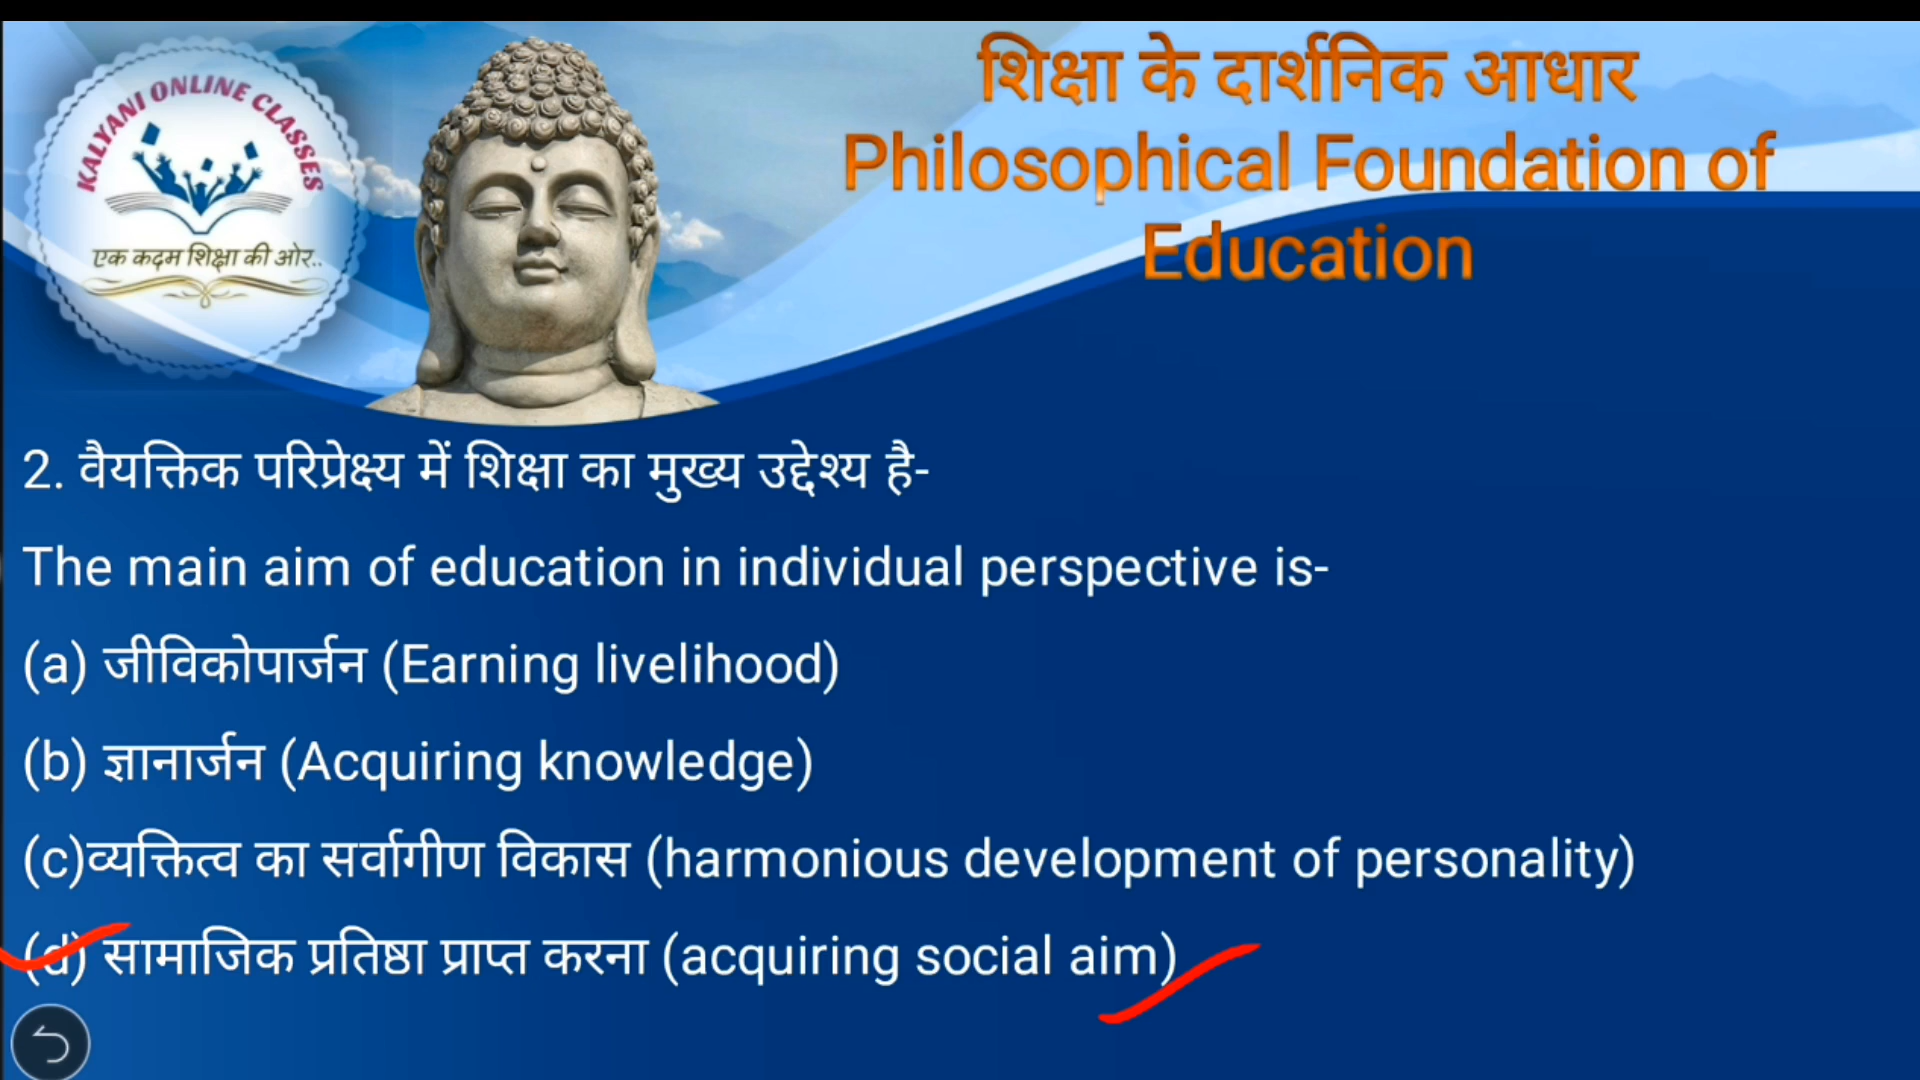 KALYANI ONLINE CLASSES
एक कदम शिक्षा की ओर..
शिक्षा के दार्शनिक आधार
Philosophical Foundation of
Education
2. वैयक्तिक परिप्रेक्ष्य में शिक्षा का मुख्य उद्देश्य है-
The main aim of education in individual perspective is-
(a) जीविकोपार्जन (Earning livelihood)
(b) ज्ञानार्जन (Acquiring knowledge)
(c)व्यक्तित्व का सर्वागीण विकास (harmonious development of personality)
(d) सामाजिक प्रतिष्ठा प्राप्त करना (acquiring social aim)